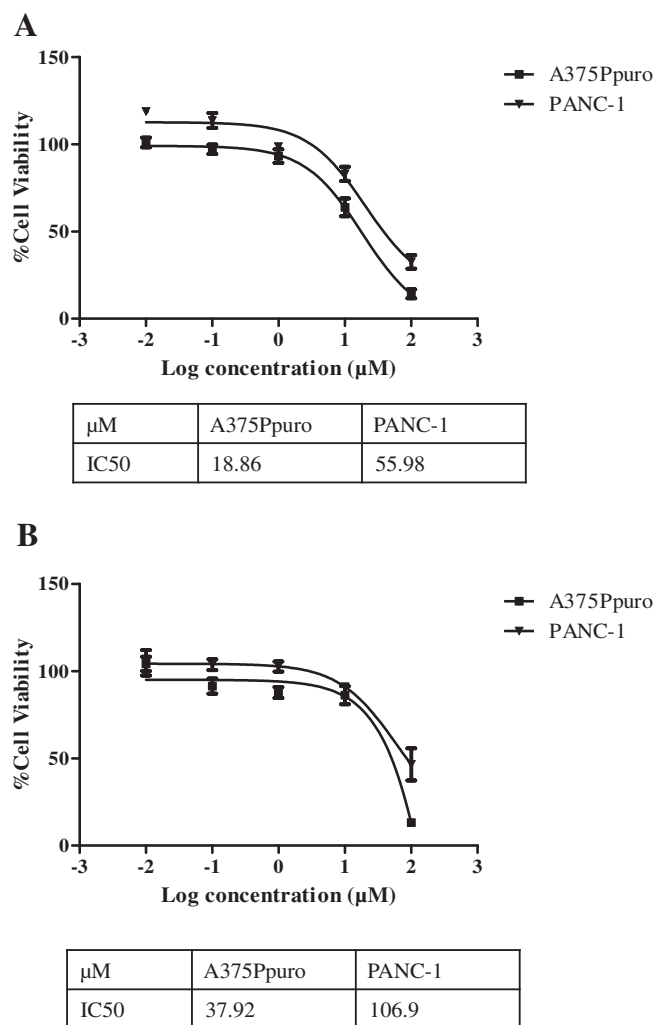 A
150
100
50
0
%Cell Viability
-3 -2 -1 0 1 2 3
Log concentration (µM)
A375Ppuro
PANC-1
µM A375Ppuro PANC-1
IC50 18.86 55.98
B
150
100
50
0
%Cell Viability
-3 -2 -1 0 1 2 3
Log concentration (µM)
A375Ppuro
PANC-1
µM A375Ppuro PANC-1
IC50 37.92 106.9